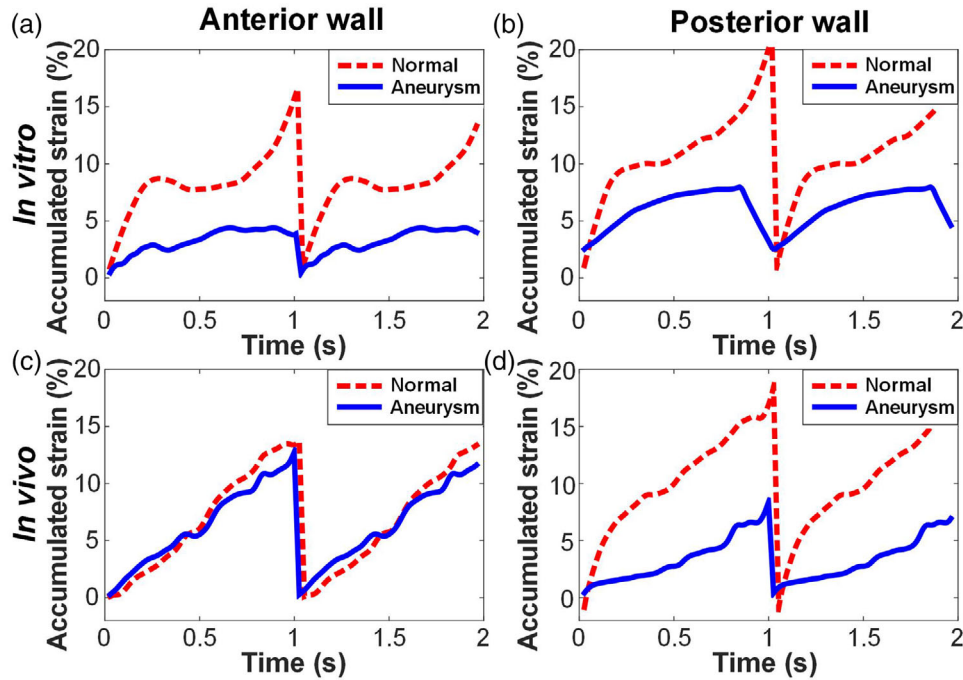 (a) Anterior wall
(b) Posterior wall
In vitro
Accumulated strain (%)
20
15
10
5
0
Normal
Aneurysm
0 0.5 1 1.5 2
Time (s)
Accumulated strain (%)
20
15
10
5
0
Normal
Aneurysm
0 0.5 1 1.5 2
Time (s)
(c)
In vivo
Accumulated strain (%)
20
15
10
5
0
Normal
Aneurysm
0 0.5 1 1.5 2
Time (s)
(d)
Accumulated strain (%)
20
15
10
5
0
Normal
Aneurysm
0 0.5 1 1.5 2
Time (s)